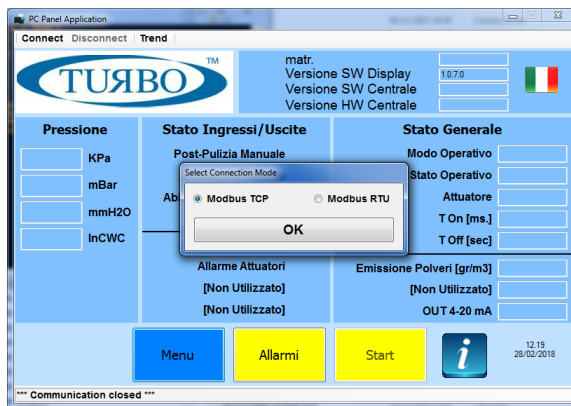 PC Panel Application
Connect Disconnect Trend
TUЯBO TM
matr.
Versione SW Display 1.0.7.0
Versione SW Centrale
Versione HW Centrale
Pressione
KPa
mBar
mmH2O
InCWC
Stato Ingressi/Uscite
Post-Pulizia Manuale
Select Connection Mode
Modbus TCP Modbus RTU
OK
Allarme Attuatori
[Non Utilizzato]
[Non Utilizzato]
Stato Generale
Modo Operativo
Stato Operativo
Attuatore
T On [ms.]
T Off [sec]
Emissione Polveri [gr/m3]
[Non Utilizzato]
OUT 4-20 mA
Menu Allarmi Start i
12.19
28/02/2018
*** Communication closed ***